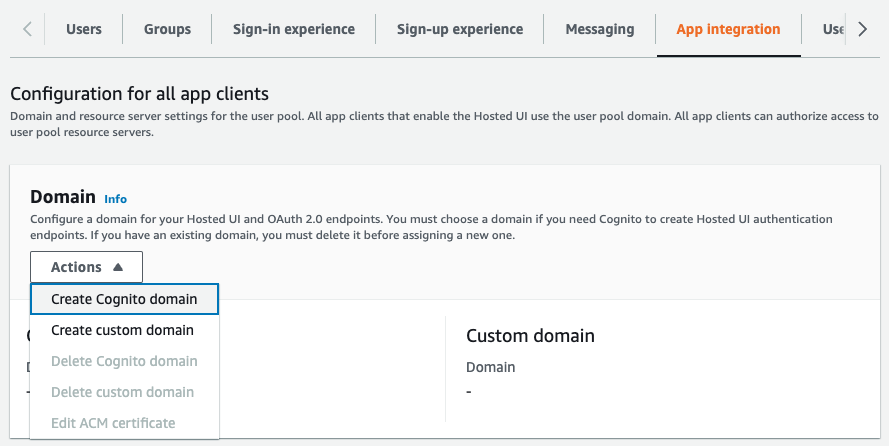 Users Groups Sign-in experience Sign-up experience Messaging App integration
Configuration for all app clients
Domain and resource server settings for the user pool. All app clients that enable the Hosted UI use the user pool domain. All app clients can authorize access to
user pool resource servers.
Domain Info
Configure a domain for your Hosted UI and OAuth 2.0 endpoints. You must choose a domain if you need Cognito to create Hosted UI authentication
endpoints. If you have an existing domain, you must delete it before assigning a new one.
Actions
Create Cognito domain
Create custom domain
Delete Cognito domain
Delete custom domain
Edit ACM certificate
Custom domain
Domain
-